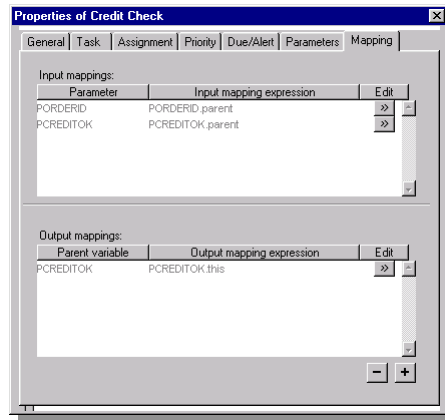 Properties of Credit Check
General Task Assignment Priority Due/Alert Parameters Mapping
Input mappings:
Parameter Input mapping expression Edit
PORDERID PORDERID.parent »
PCREDITOK PCREDITOK.parent »
Output mappings:
Parent variable Output mapping expression Edit
PCREDITOK PCREDITOK.this »
− +